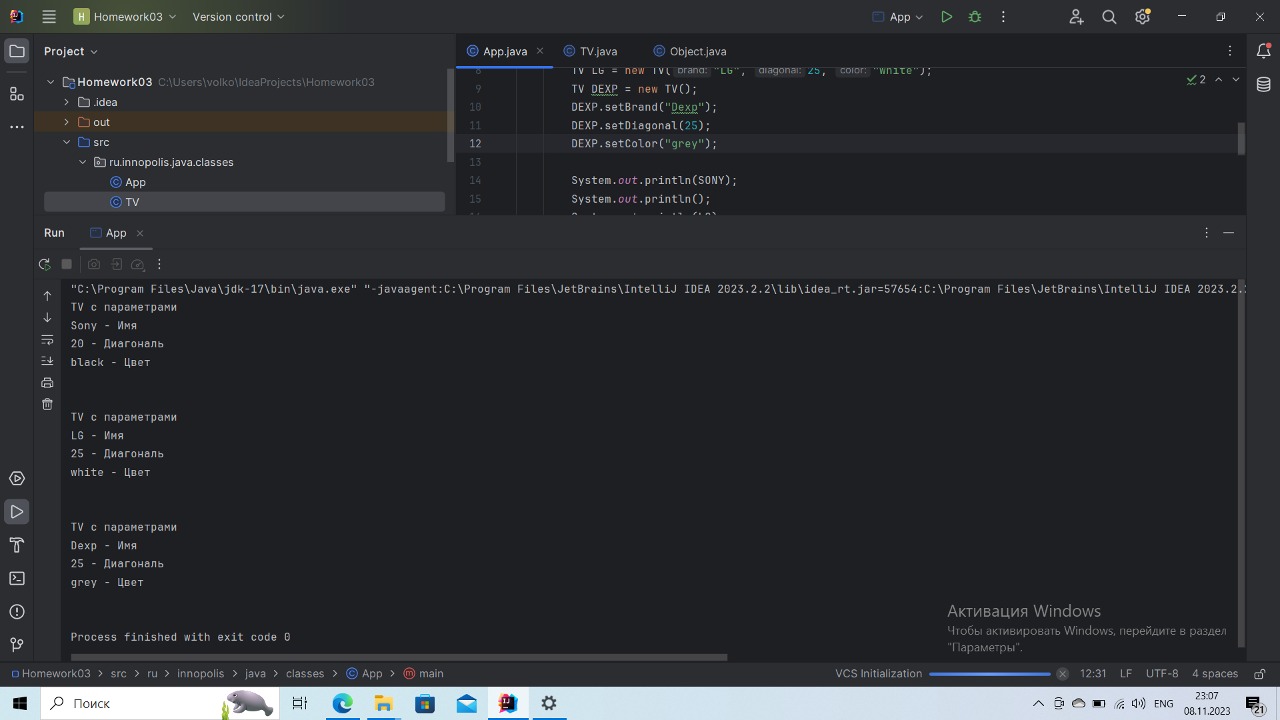 H Homework03 Version control App
Project
App.java TV.java Object.java
Homework03 C:\Users\volko\IdeaProjects\Homework03
.idea
out
src
ru.innopolis.java.classes
App
TV
8 TV LG = new TV( brand: "LG", diagonal: 25, color: "white");
2
9 TV DEXP = new TV();
10 DEXP.setBrand("Dexp");
11 DEXP.setDiagonal(25);
12 DEXP.setColor("grey");
13
14 System.out.println(SONY);
15 System.out.println();
Run App
"C:\Program Files\Java\jdk-17\bin\java.exe" "-javaagent:C:\Program Files\JetBrains\IntelliJ IDEA 2023.2.2\lib\idea_rt.jar=57654:C:\Program Files\JetBrains\IntelliJ IDEA 2023.2.
TV с параметрами
Sony - Имя
20 - Диагональ
black - Цвет
TV с параметрами
LG - Имя
25 - Диагональ
white - Цвет
TV с параметрами
Dexp - Имя
25 - Диагональ
grey - Цвет
Process finished with exit code 0
Активация Windows
Чтобы активировать Windows, перейдите в раздел
"Параметры".
Homework03 > src > ru > innopolis > java > classes > App > main VCS Initialization 12:31 LF UTF-8 4 spaces
Поиск
ENG
23:07
08.11.2023
21